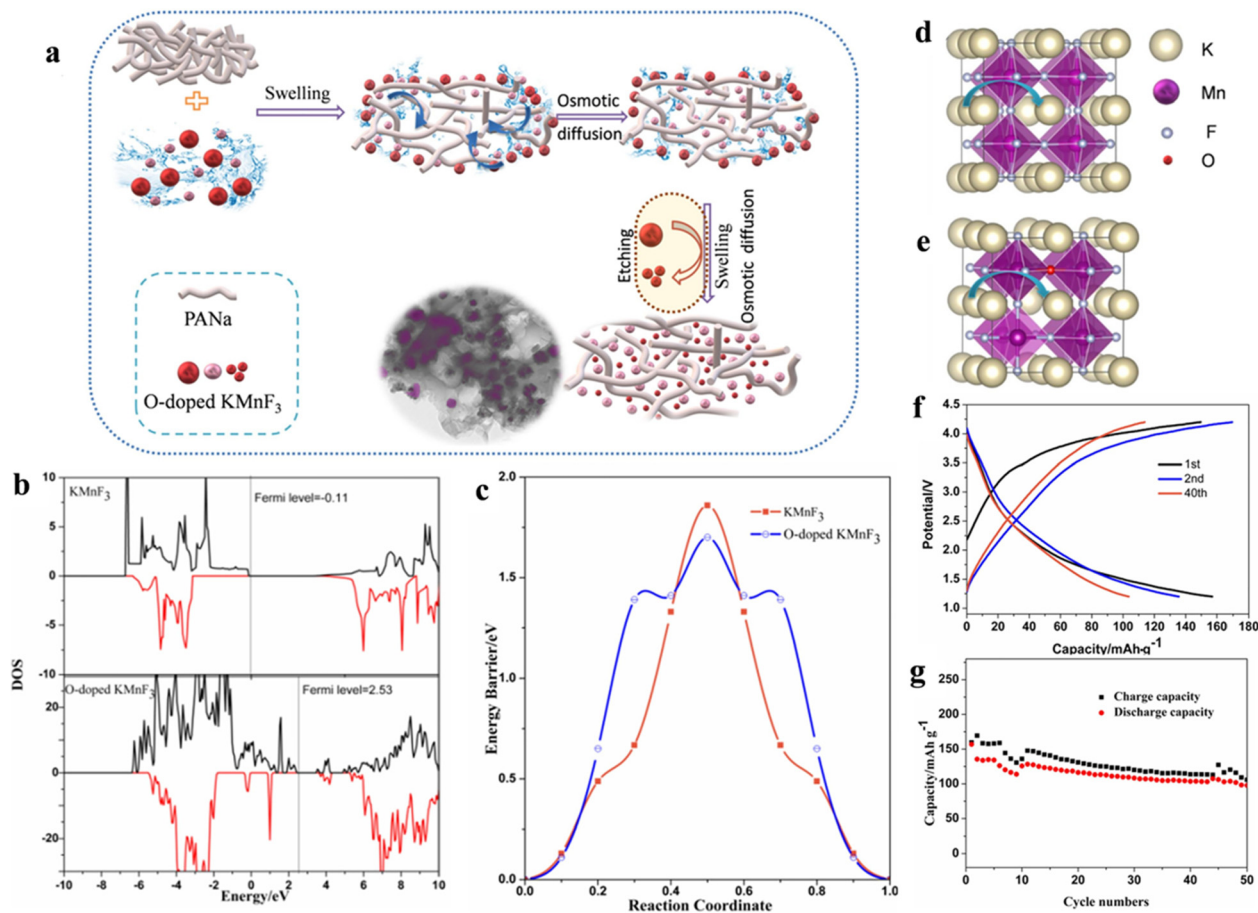 a
Swelling
Osmotic
diffusion
Etching
Swelling
Osmotic diffusion
PANa
O-doped KMnF3
d
K
Mn
F
O
e
b
KMnF3
Fermi level=-0.11
10
5
0
-5
-10
O-doped KMnF3
Fermi level=2.53
20
0
-20
DOS
-10 -8 -6 -4 -2 0 2 4 6 8 10
Energy/eV
c
KMnF3
O-doped KMnF3
2.0
1.5
1.0
0.5
0.0
Energy Barrier/eV
0.2 0.4 0.6 0.8 1.0
Reaction Coordinate
f
4.5
4.0
3.5
3.0
2.5
2.0
1.5
1.0
Potential/V
1st
2nd
40th
0 20 40 60 80 100 120 140 160 180
Capacity/mAh·g-1
g
250
200
150
100
50
0
Capacity/mAh g-1
Charge capacity
Discharge capacity
0 10 20 30 40 50
Cycle numbers